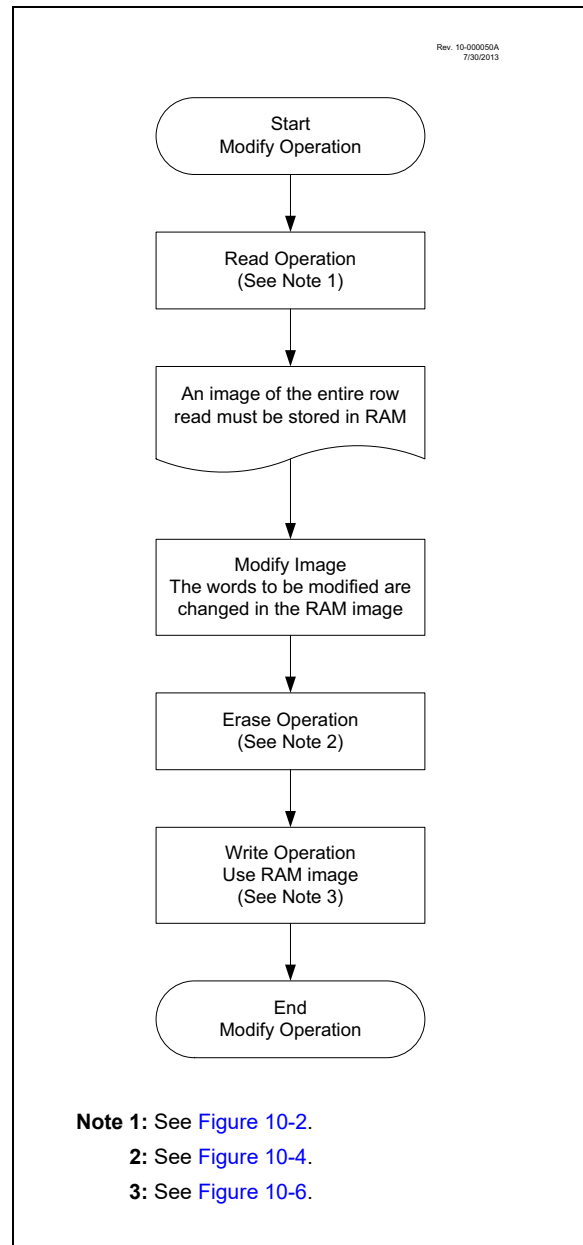 Rev. 10-000050A
7/30/2013
Start
Modify Operation
Read Operation
(See Note 1)
An image of the entire row
read must be stored in RAM
Modify Image
The words to be modified are
changed in the RAM image
Erase Operation
(See Note 2)
Write Operation
Use RAM image
(See Note 3)
End
Modify Operation
Note 1: See Figure 10-2.
2: See Figure 10-4.
3: See Figure 10-6.